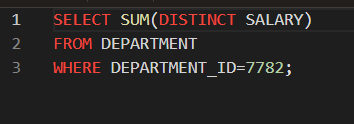 1 SELECT SUM(DISTINCT SALARY)
2 FROM DEPARTMENT
3 WHERE DEPARTMENT_ID=7782;